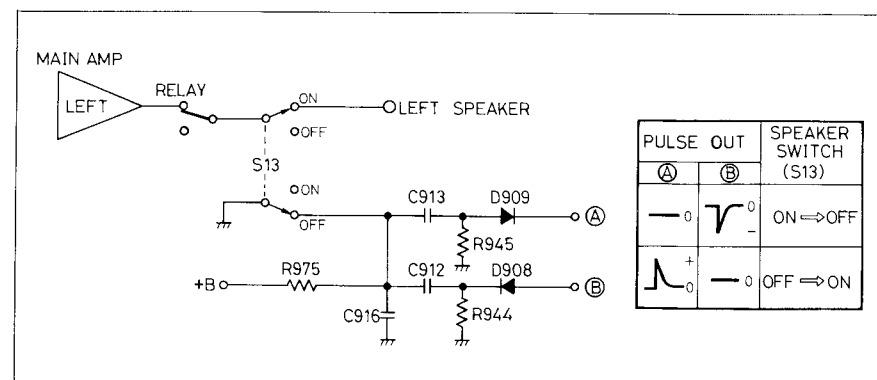 MAIN AMP
LEFT
RELAY
ON
LEFT SPEAKER
OFF
S13
ON
OFF
C913
D909
A
R945
+B
R975
C912
D908
B
C916
R944
PULSE OUT
SPEAKER SWITCH (S13)
A
B
0
0
-
ON ⇒ OFF
+
0
0
OFF ⇒ ON